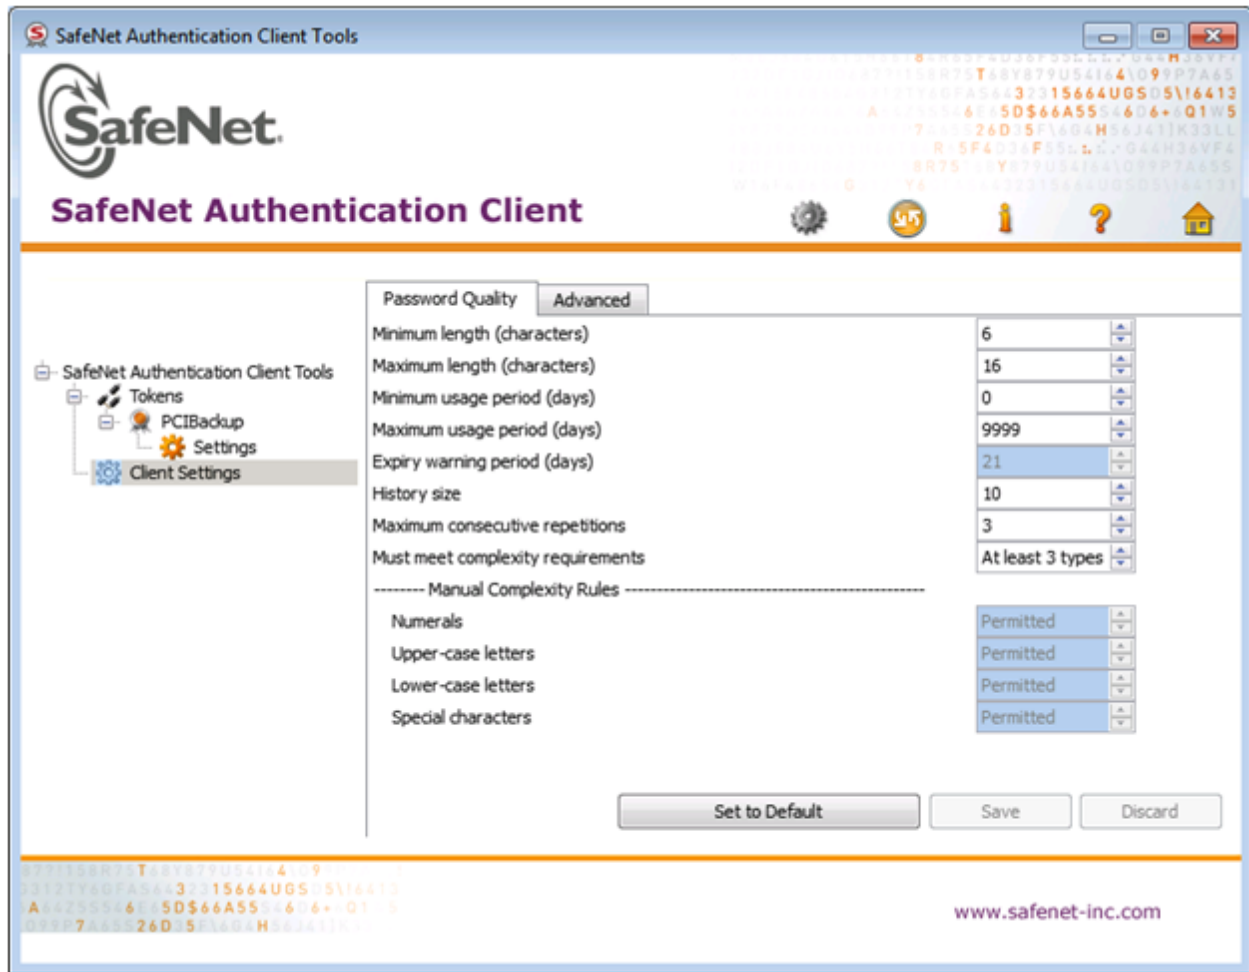 SafeNet Authentication Client Tools
SafeNet.
SafeNet Authentication Client
Password Quality Advanced
Minimum length (characters) 6
Maximum length (characters) 16
Minimum usage period (days) 0
Maximum usage period (days) 9999
Expiry warning period (days) 21
History size 10
Maximum consecutive repetitions 3
Must meet complexity requirements At least 3 types
-------- Manual Complexity Rules --------------------------------------------------
Numerals Permitted
Upper-case letters Permitted
Lower-case letters Permitted
Special characters Permitted
SafeNet Authentication Client Tools
Tokens
PCIBackup
Settings
Client Settings
Set to Default Save Discard
www.safenet-inc.com